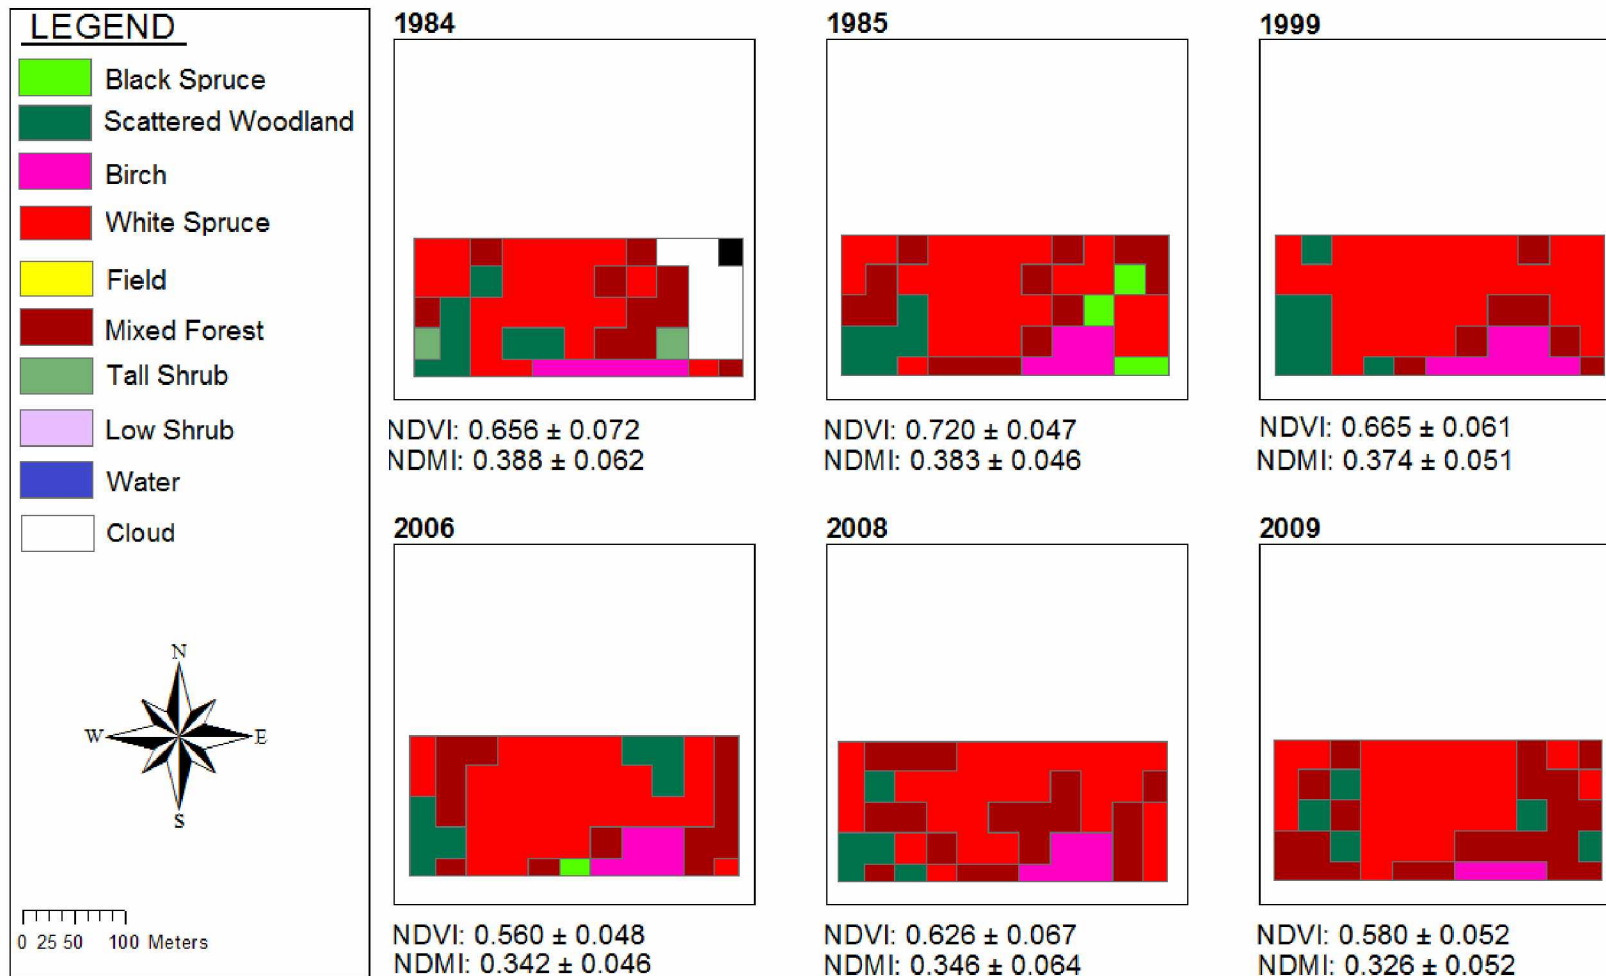 LEGEND
Black Spruce
Scattered Woodland
Birch
White Spruce
Field
Mixed Forest
Tall Shrub
Low Shrub
Water
Cloud
N
W E
S
0 25 50 100 Meters
1984
NDVI: 0.656 ± 0.072
NDMI: 0.388 ± 0.062
1985
NDVI: 0.720 ± 0.047
NDMI: 0.383 ± 0.046
1999
NDVI: 0.665 ± 0.061
NDMI: 0.374 ± 0.051
2006
NDVI: 0.560 ± 0.048
NDMI: 0.342 ± 0.046
2008
NDVI: 0.626 ± 0.067
NDMI: 0.346 ± 0.064
2009
NDVI: 0.580 ± 0.052
NDMI: 0.326 ± 0.052